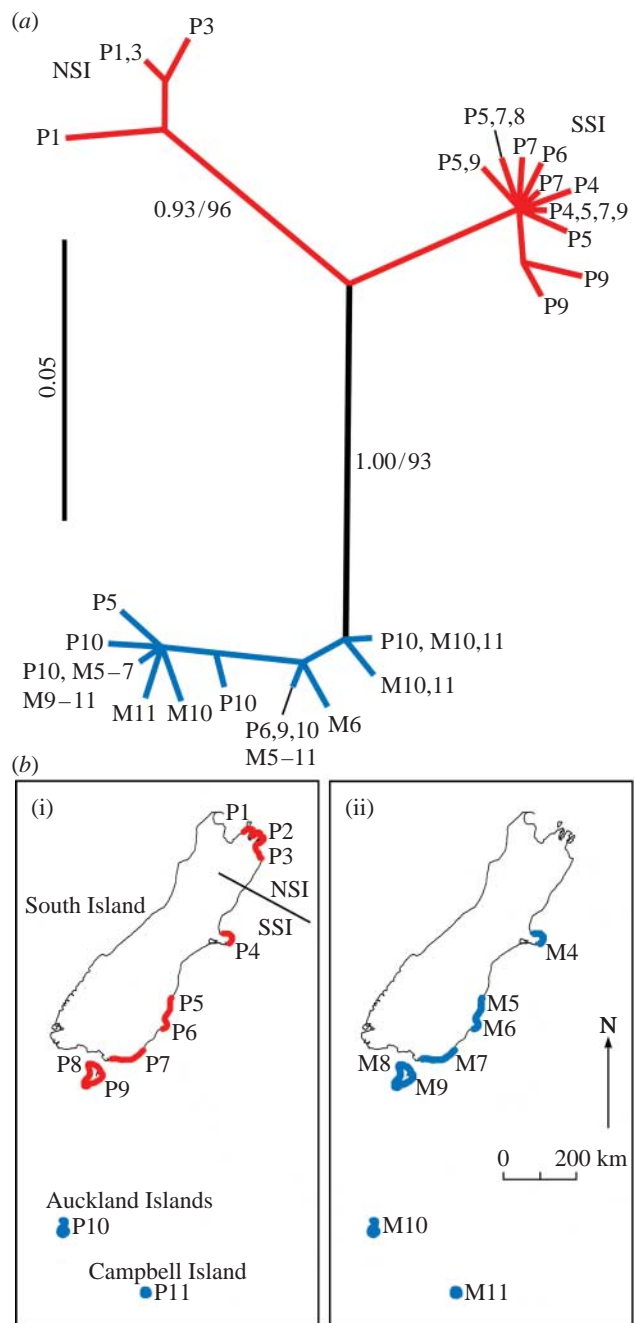 (a)
P3
P1,3
NSI
P1
P5,7,8
SSI
P7
P6
P5,9
P7
P4
P4,5,7,9
P5
P9
P9
0.93/96
0.05
1.00/93
P5
P10
P10, M5–7
M9–11
M11
M10
P10
P6,9,10
M5–11
M6
P10, M10,11
M10,11
(b)
(i)
P1
P2
P3
NSI
SSI
South Island
P4
P5
P6
P7
P8
P9
Auckland Islands
P10
Campbell Island
P11
(ii)
M4
M5
M6
M7
M8
M9
N
0 200 km
M10
M11